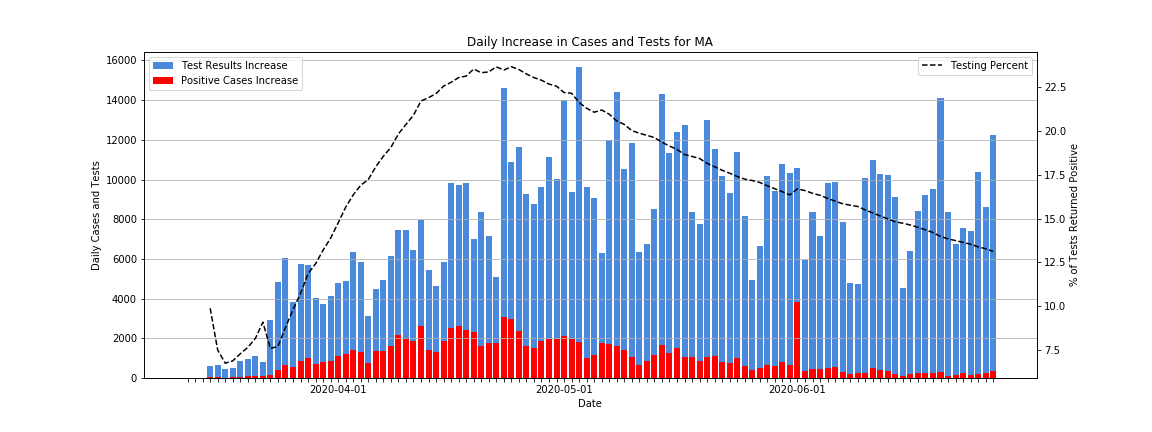 Daily Increase in Cases and Tests for MA
Test Results Increase
Positive Cases Increase
Testing Percent
16000
14000
12000
10000
8000
6000
4000
2000
0
Daily Cases and Tests
22.5
20.0
17.5
15.0
12.5
10.0
7.5
% of Tests Returned Positive
2020-04-01
2020-05-01
2020-06-01
Date